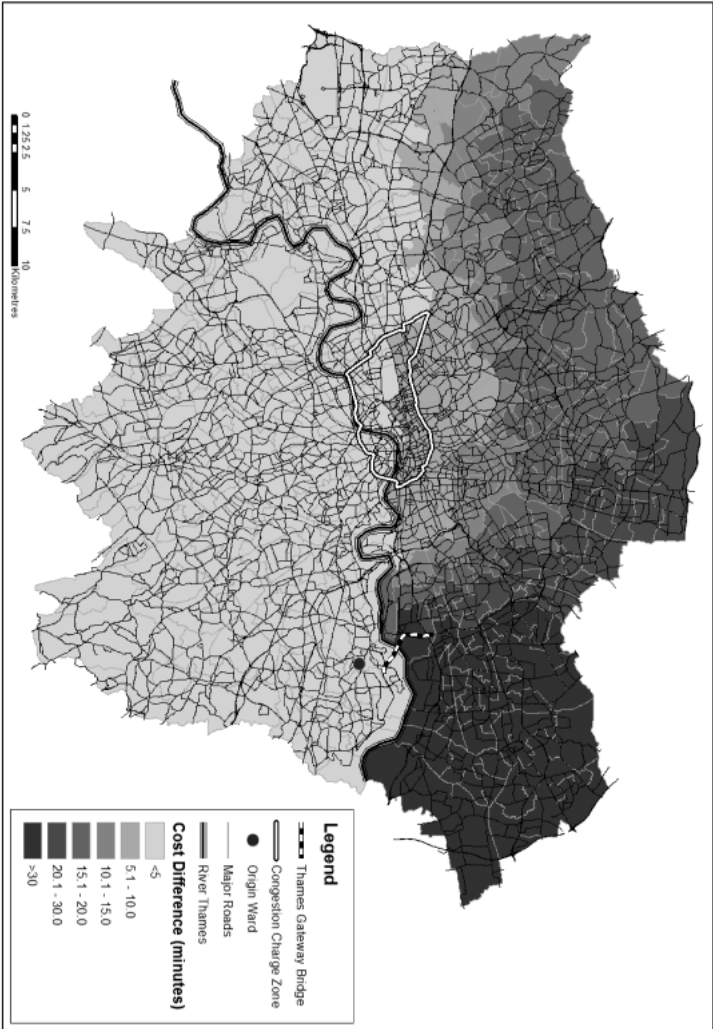 Legend
Thames Gateway Bridge
Congestion Charge Zone
Origin Ward
Major Roads
River Thames
Cost Difference (minutes)
<5
5.1 - 10.0
10.1 - 15.0
15.1 - 20.0
20.1 - 30.0
>30
0 1.25 2.5 5 7.5 10
Kilometres